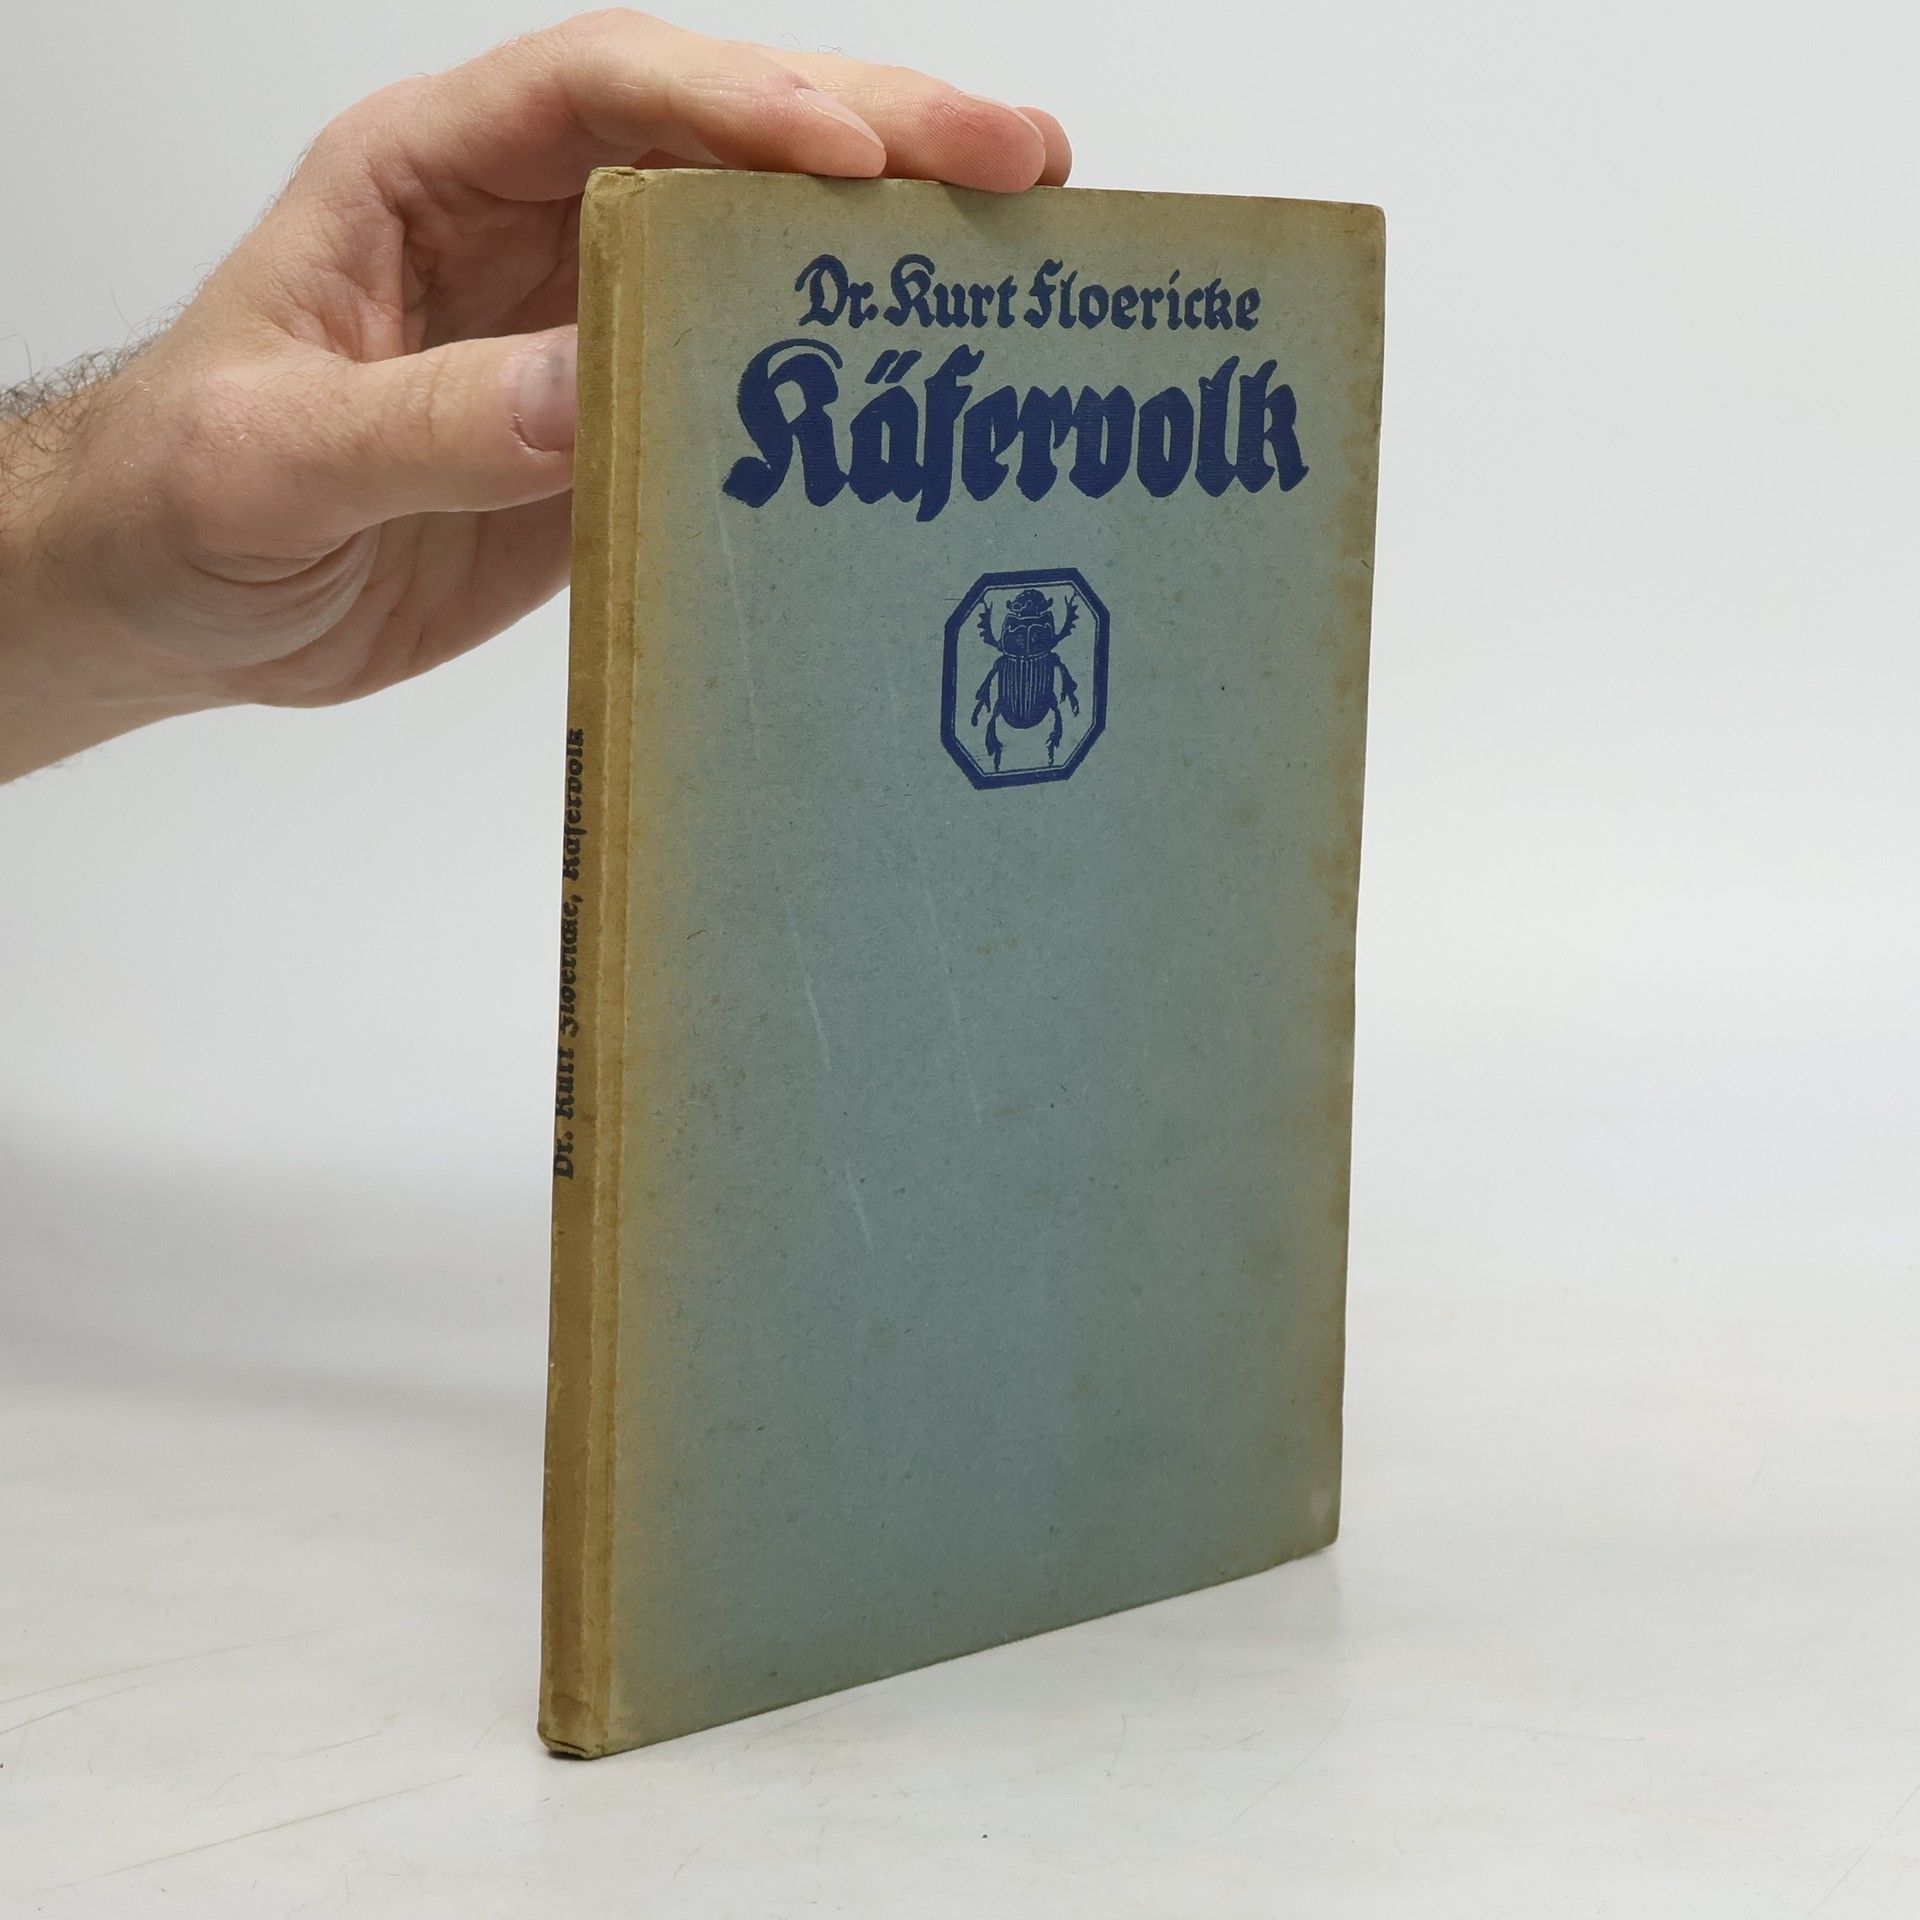 Dr. Kurt Floericke
Käfervolk
Dr. Kurt Floericke, Käfervolk